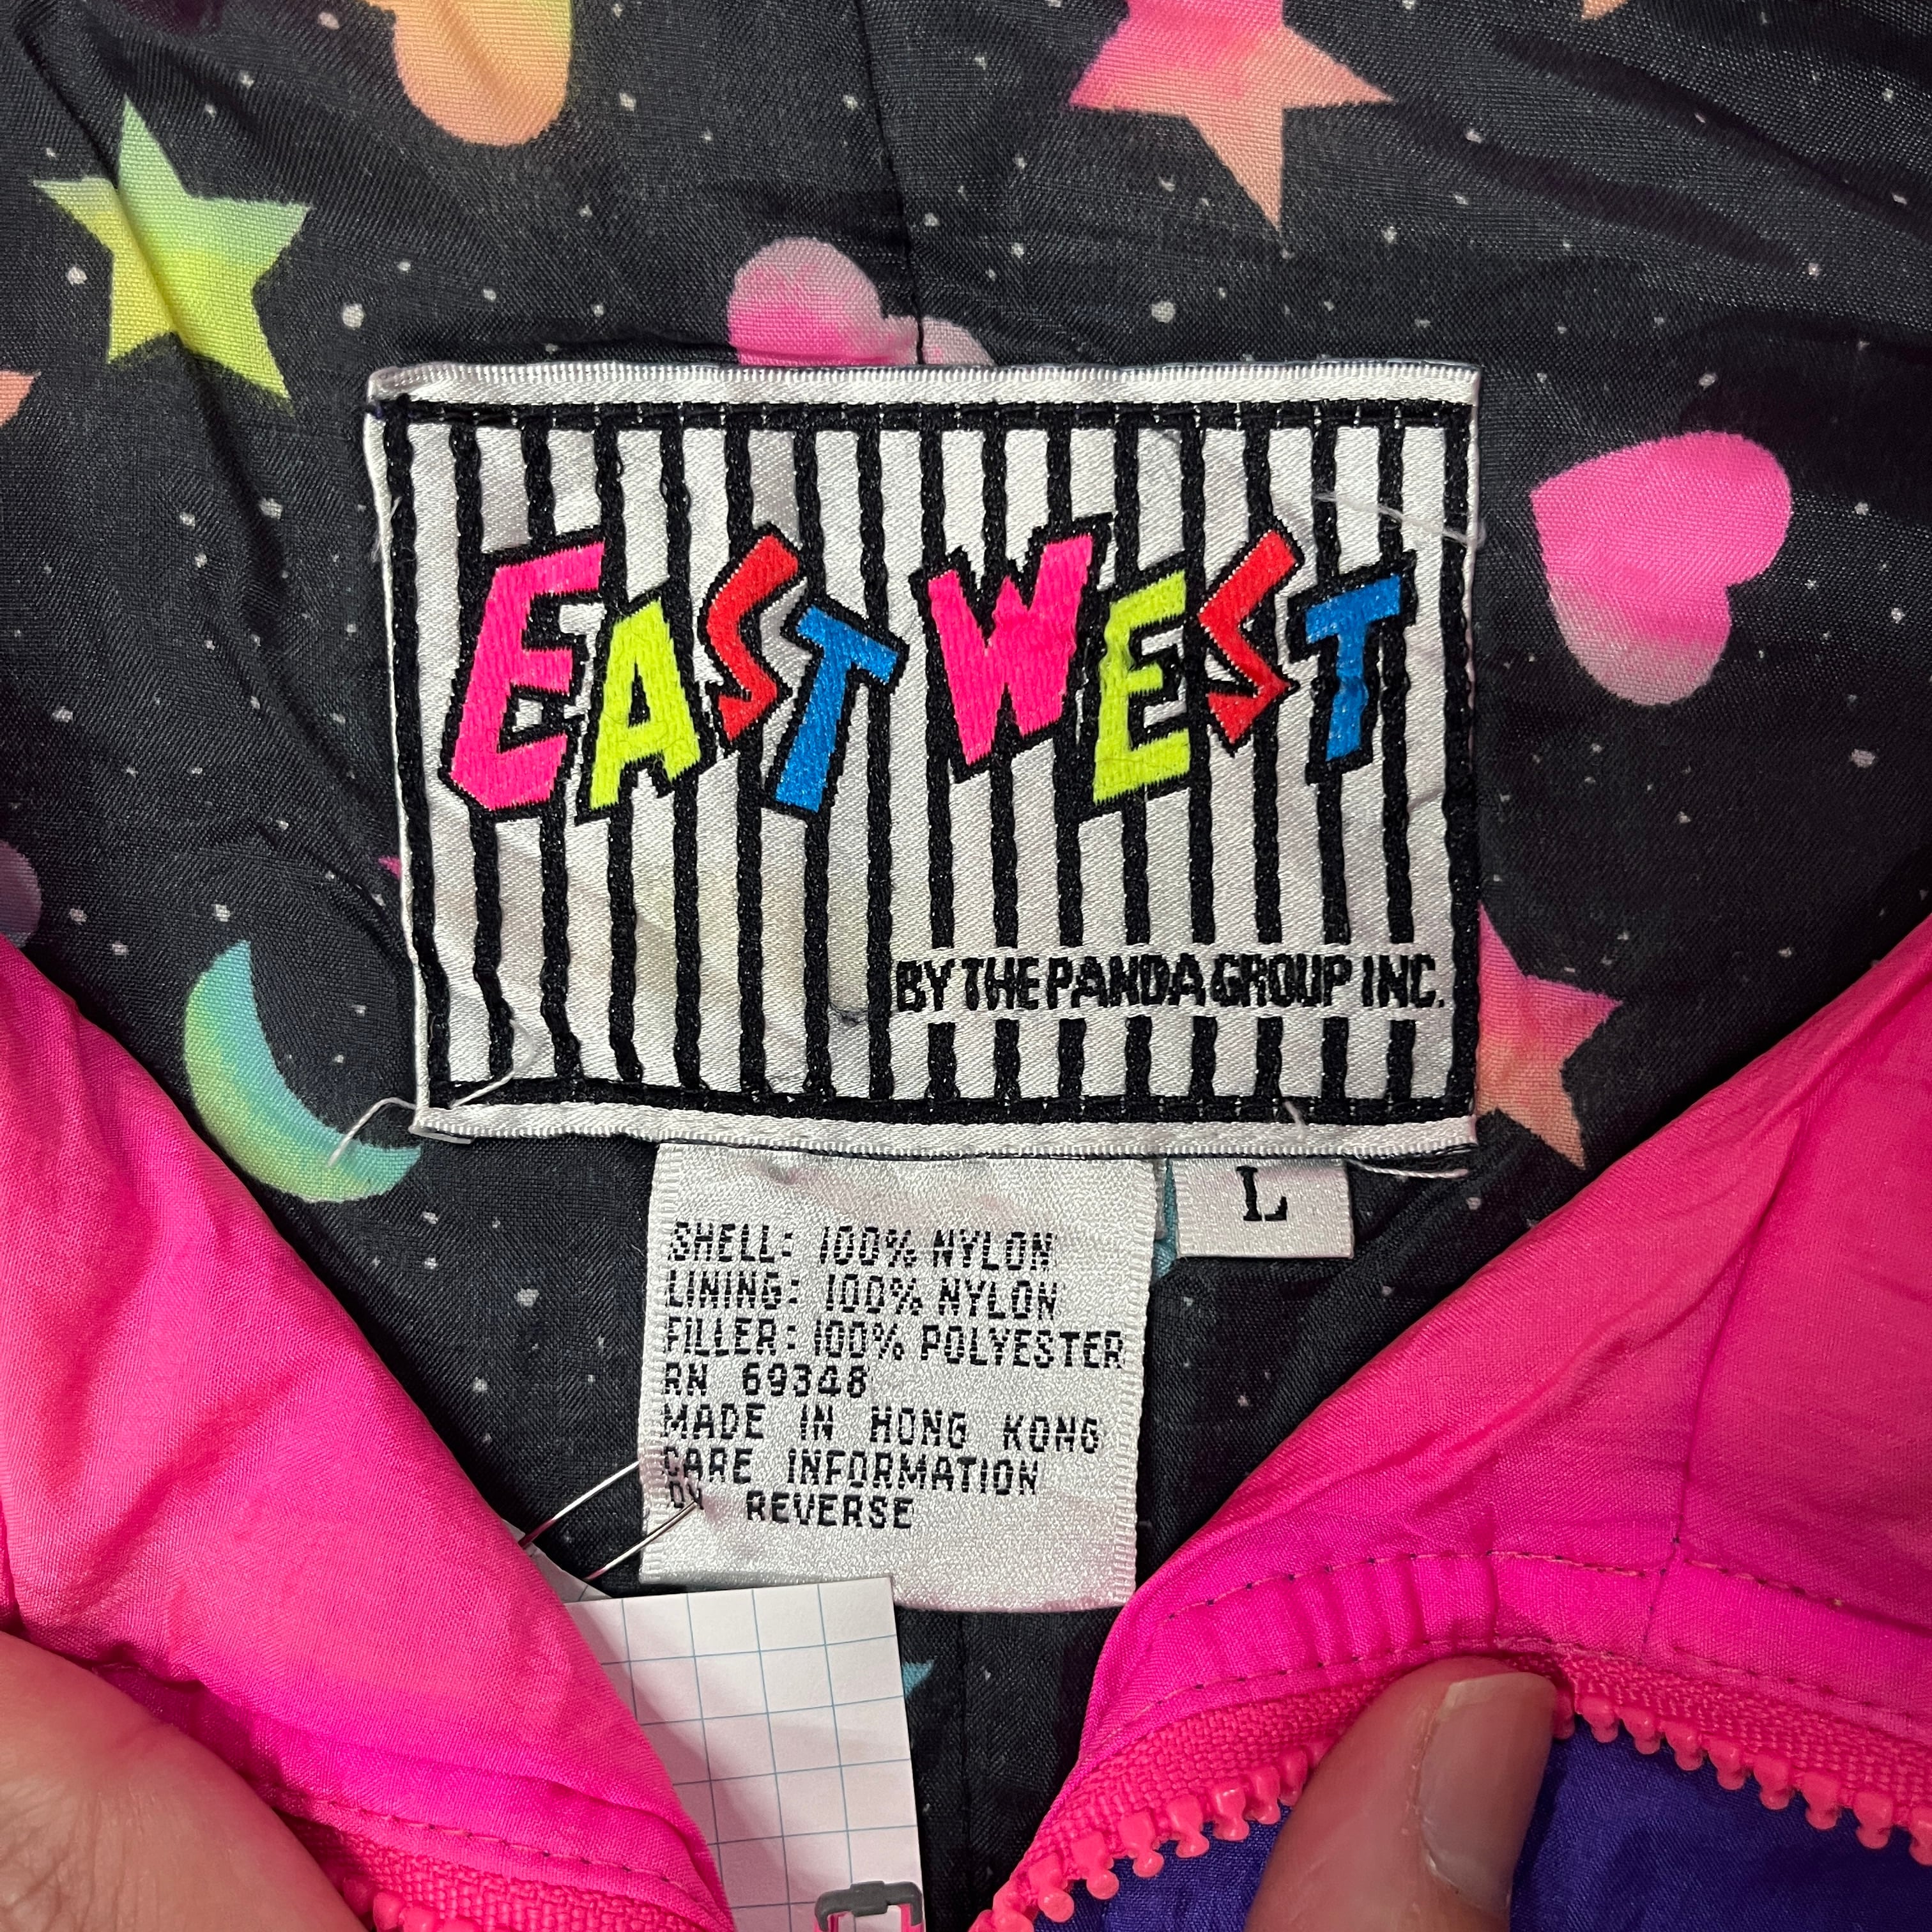 EAST WEST
BY THE PANDA GROUP INC.
L
SHELL: 100% NYLON
LINING: 100% NYLON
FILLER: 100% POLYESTER
RN 69348
MADE IN HONG KONG
CARE INFORMATION
ON REVERSE